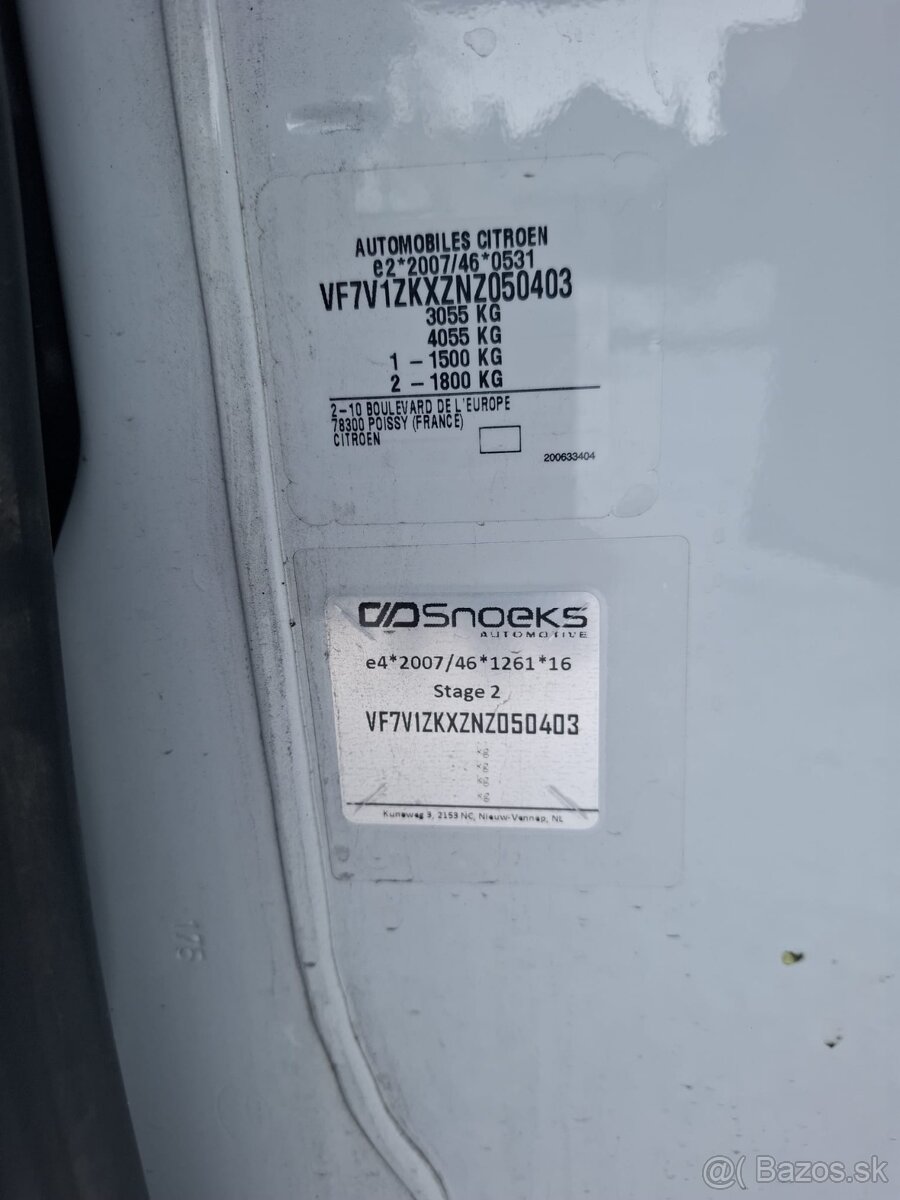 AUTOMOBILES CITROEN
e2*2007/46*0531
VF7V1ZKXZNZ050403
3055 KG
4055 KG
1 - 1500 KG
2 - 1800 KG
2-10 BOULEVARD DE L'EUROPE
78300 POISSY (FRANCE)
CITROEN
200633404
Snoeks
AUTOMOTIVE
e4*2007/46*1261*16
Stage 2
VF7V1ZKXZNZ050403
KG
KG
KG
KG
3, 2153 NC, Nieuw-Vennep, NL
175
@( Bazos.sk